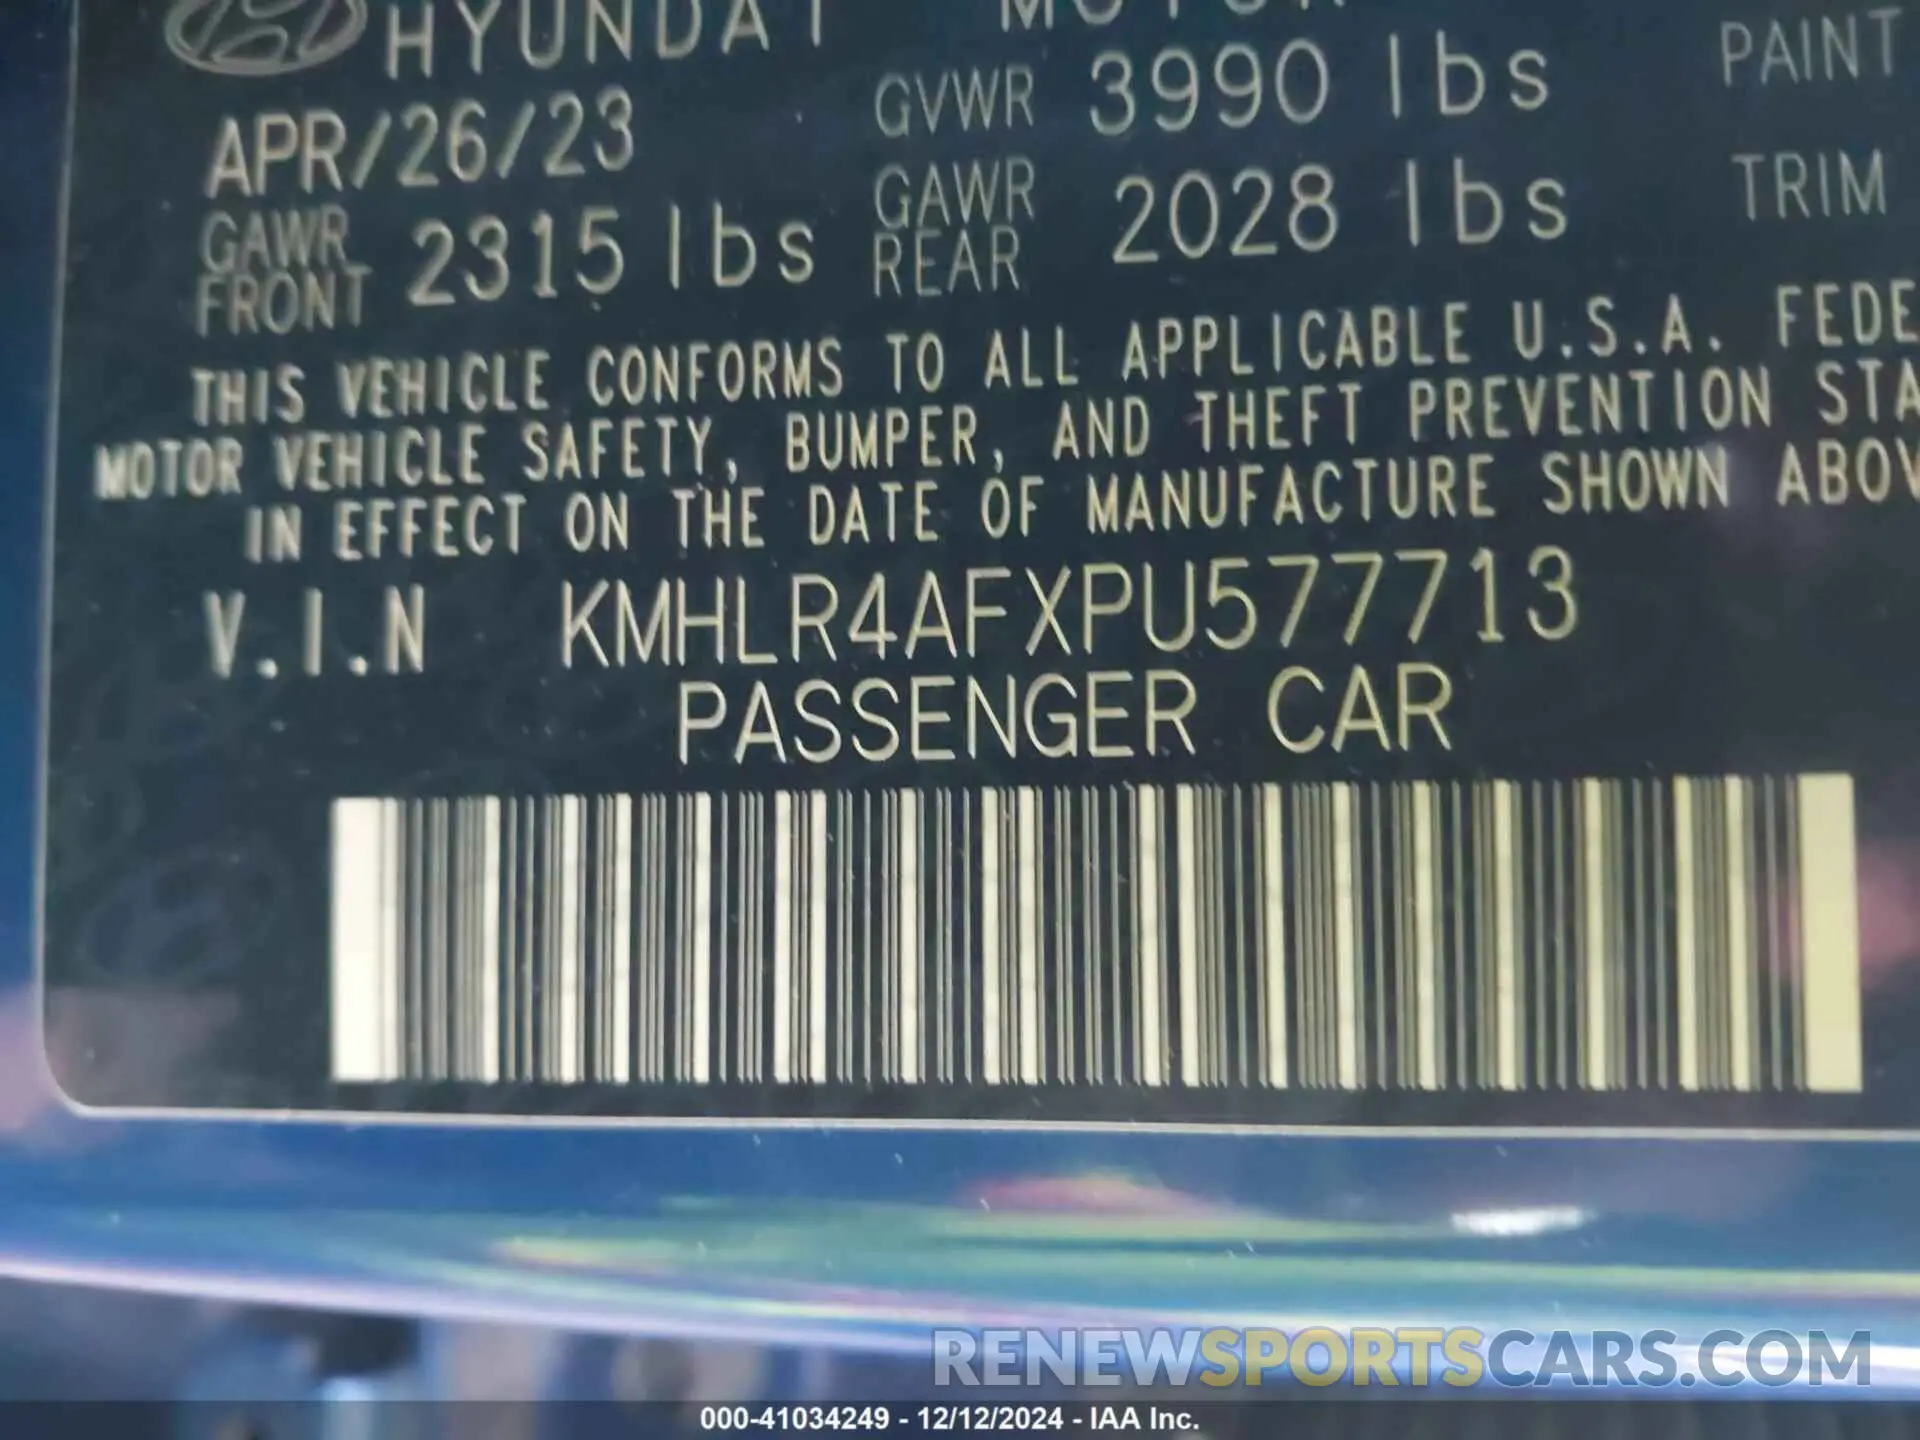 HYUNDAI MOTOR
APR/26/23 GVWR 3990 lbs PAINT
GAWR FRONT 2315 lbs GAWR REAR 2028 lbs TRIM
THIS VEHICLE CONFORMS TO ALL APPLICABLE U.S.A. FEDE
MOTOR VEHICLE SAFETY, BUMPER, AND THEFT PREVENTION STA
IN EFFECT ON THE DATE OF MANUFACTURE SHOWN ABOV
V.I.N KMHLR4AFXPU577713
PASSENGER CAR
RENEWSPORTSCARS.COM
000-41034249 - 12/12/2024 - IAA Inc.